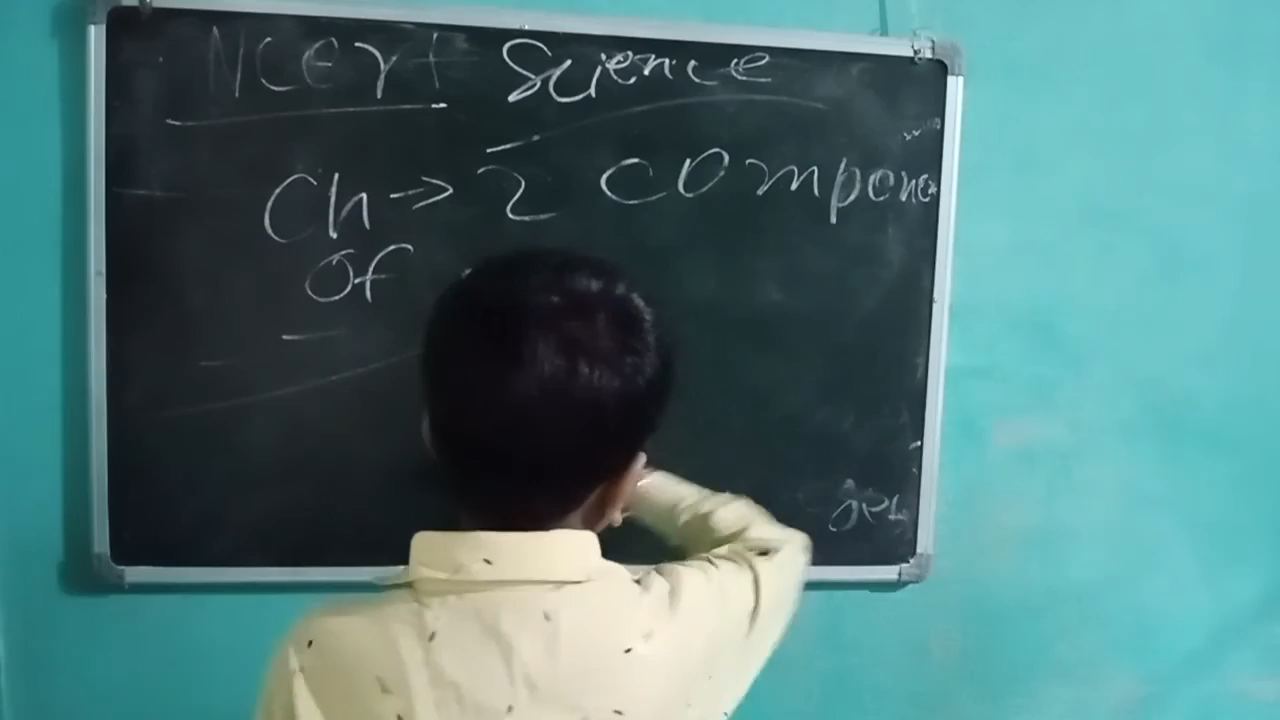 NCERT Science
Ch → 2 Compone
Of